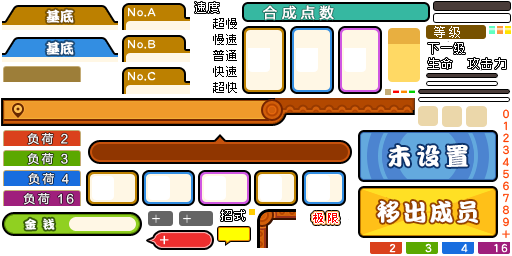 基底
基底
No.A
No.B
No.C
速度
超慢
慢速
普通
快速
超快
合成点数
等级
下一级
生命 攻击力
负荷 2
负荷 3
负荷 4
负荷 16
金钱
+ +
+
招式
极限
未设置
移出成员
0
1
2
3
4
5
6
7
8
9
+
2 3 4 16